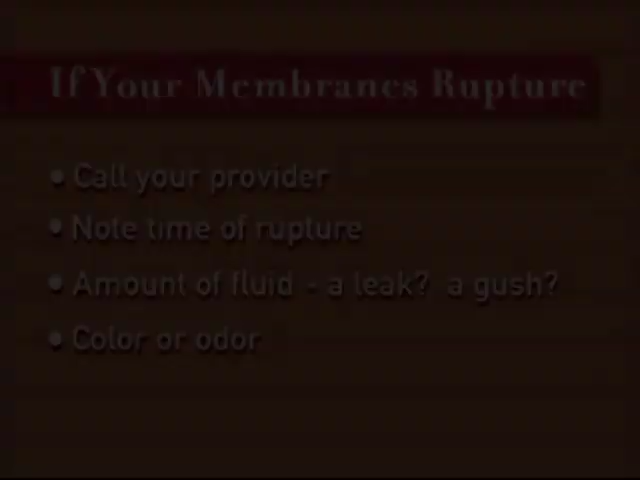 If Your Membranes Rupture
• Call your provider
• Note time of rupture
• Amount of fluid - a leak? a gush?
• Color or odor